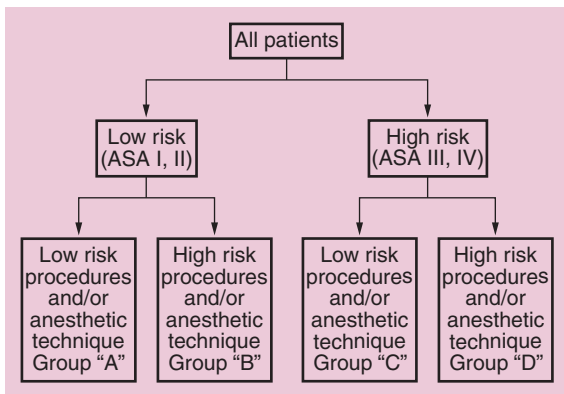 All patients
Low risk
(ASA I, II)
High risk
(ASA III, IV)
Low risk
procedures
and/or
anesthetic
technique
Group “A”
High risk
procedures
and/or
anesthetic
technique
Group “B”
Low risk
procedures
and/or
anesthetic
technique
Group “C”
High risk
procedures
and/or
anesthetic
technique
Group “D”